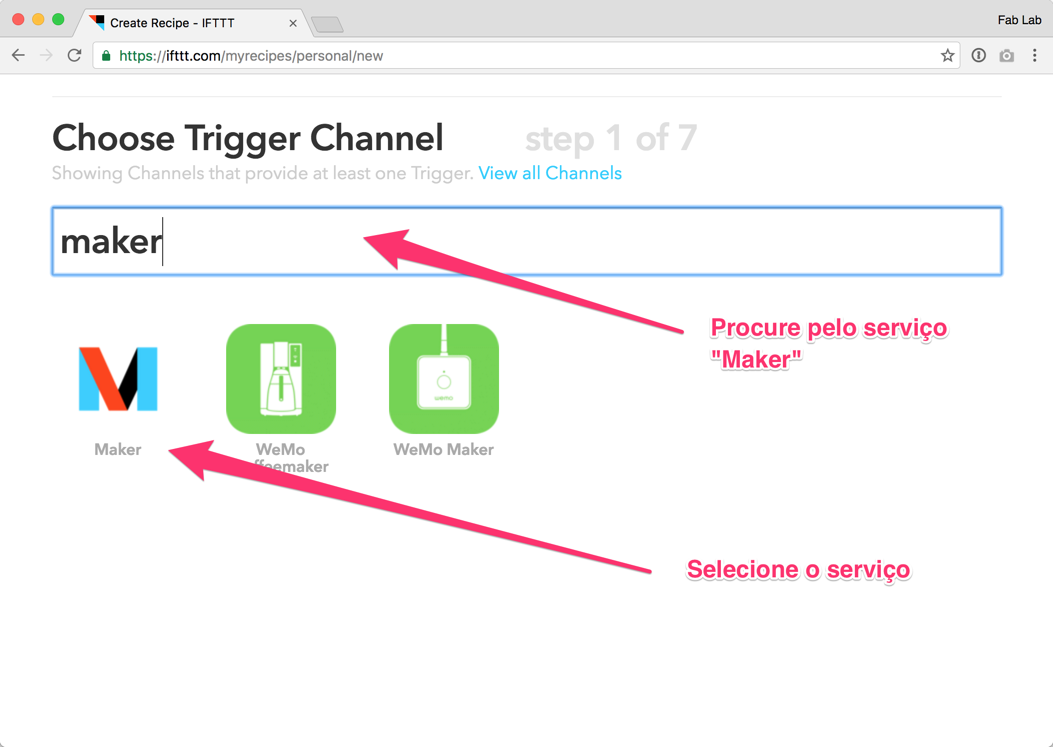 Create Recipe - IFTTT
Fab Lab
https://ifttt.com/myrecipes/personal/new
Choose Trigger Channel
step 1 of 7
Showing Channels that provide at least one Trigger. View all Channels
maker
Procure pelo serviço
"Maker"
Maker
WeMo
ffeemaker
WeMo Maker
Selecione o serviço